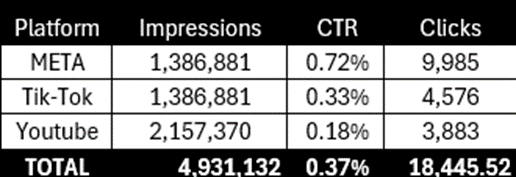 Platform Impressions CTR Clicks
META 1,386,881 0.72% 9,985
Tik-Tok 1,386,881 0.33% 4,576
Youtube 2,157,370 0.18% 3,883
TOTAL 4,931,132 0.37% 18,445.52